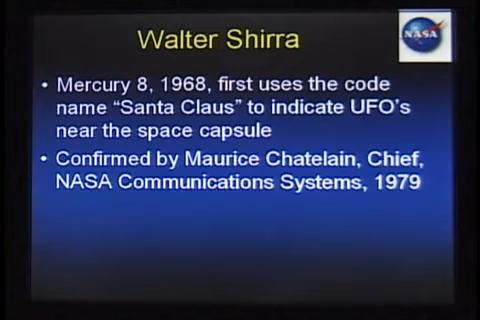 Walter Shirra
NASA
• Mercury 8, 1968, first uses the code
name “Santa Claus” to indicate UFO’s
near the space capsule
• Confirmed by Maurice Chatelain, Chief,
NASA Communications Systems, 1979